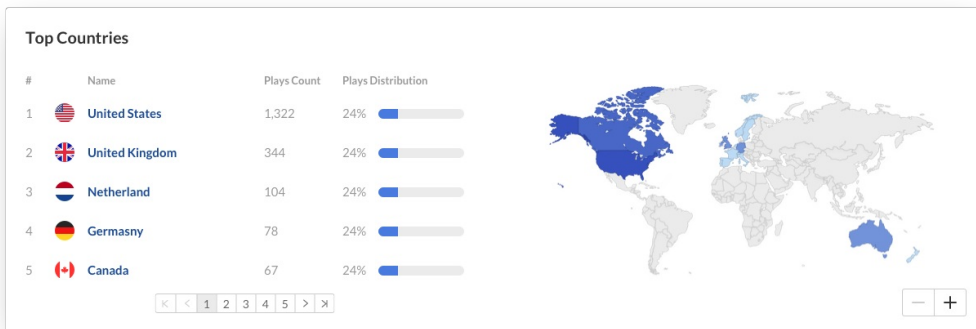 Top Countries
# Name Plays Count Plays Distribution
1 United States 1,322 24%
2 United Kingdom 344 24%
3 Netherland 104 24%
4 Germasny 78 24%
5 Canada 67 24%
1 2 3 4 5